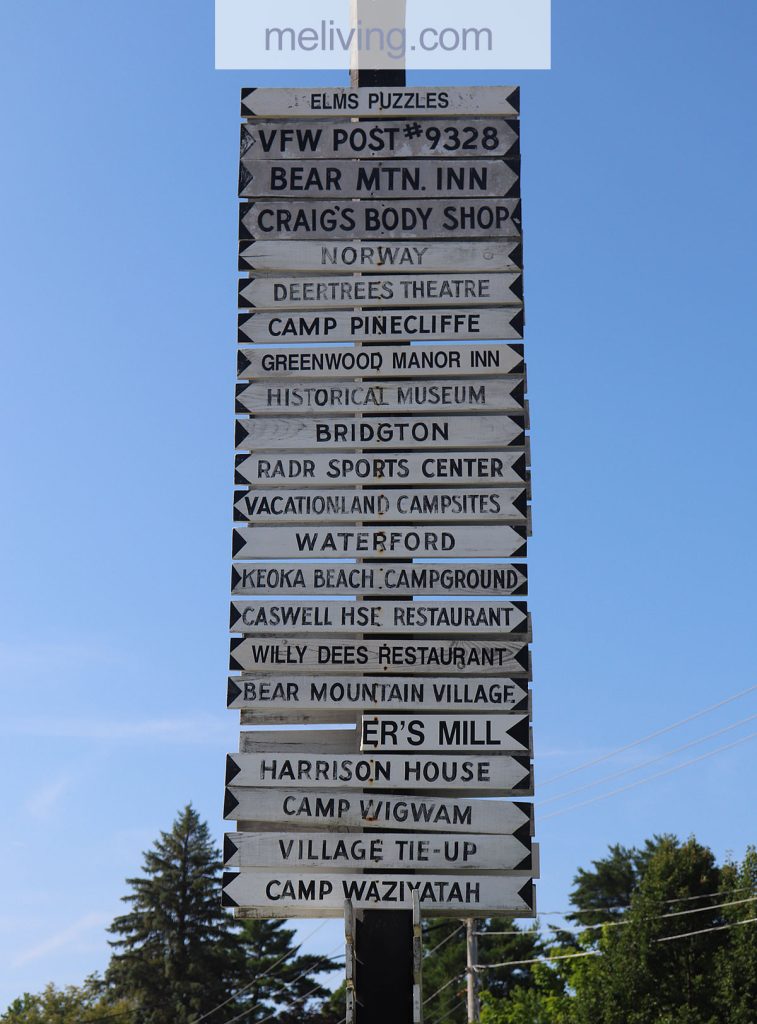 meliving.com
ELMS PUZZLES
VFW POST #9328
BEAR MTN. INN
CRAIG'S BODY SHOP
NORWAY
DEERTREES THEATRE
CAMP PINECLIFFE
GREENWOOD MANOR INN
HISTORICAL MUSEUM
BRIDGTON
RADR SPORTS CENTER
VACATIONLAND CAMPSITES
WATERFORD
KEOKA BEACH CAMPGROUND
CASWELL HSE RESTAURANT
WILLY DEES RESTAURANT
BEAR MOUNTAIN VILLAGE
ER'S MILL
HARRISON HOUSE
CAMP WIGWAM
VILLAGE TIE-UP
CAMP WAZIYATAH